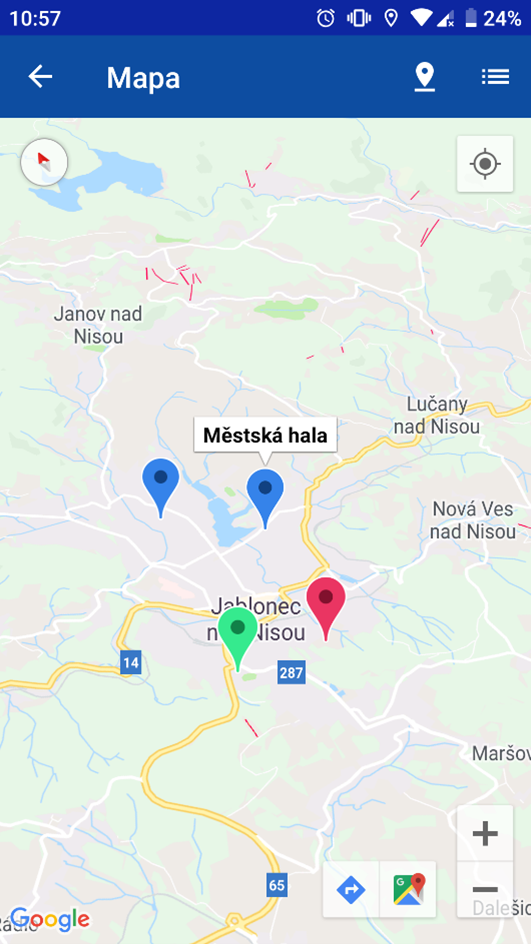 10:57
24%
Mapa
Janov nad
Nisou
Lučany
nad Nisou
Městská hala
Nová Ves
nad Nisou
Jablonec
Nisou
14
287
Maršov
65
G
Google
Dalešic